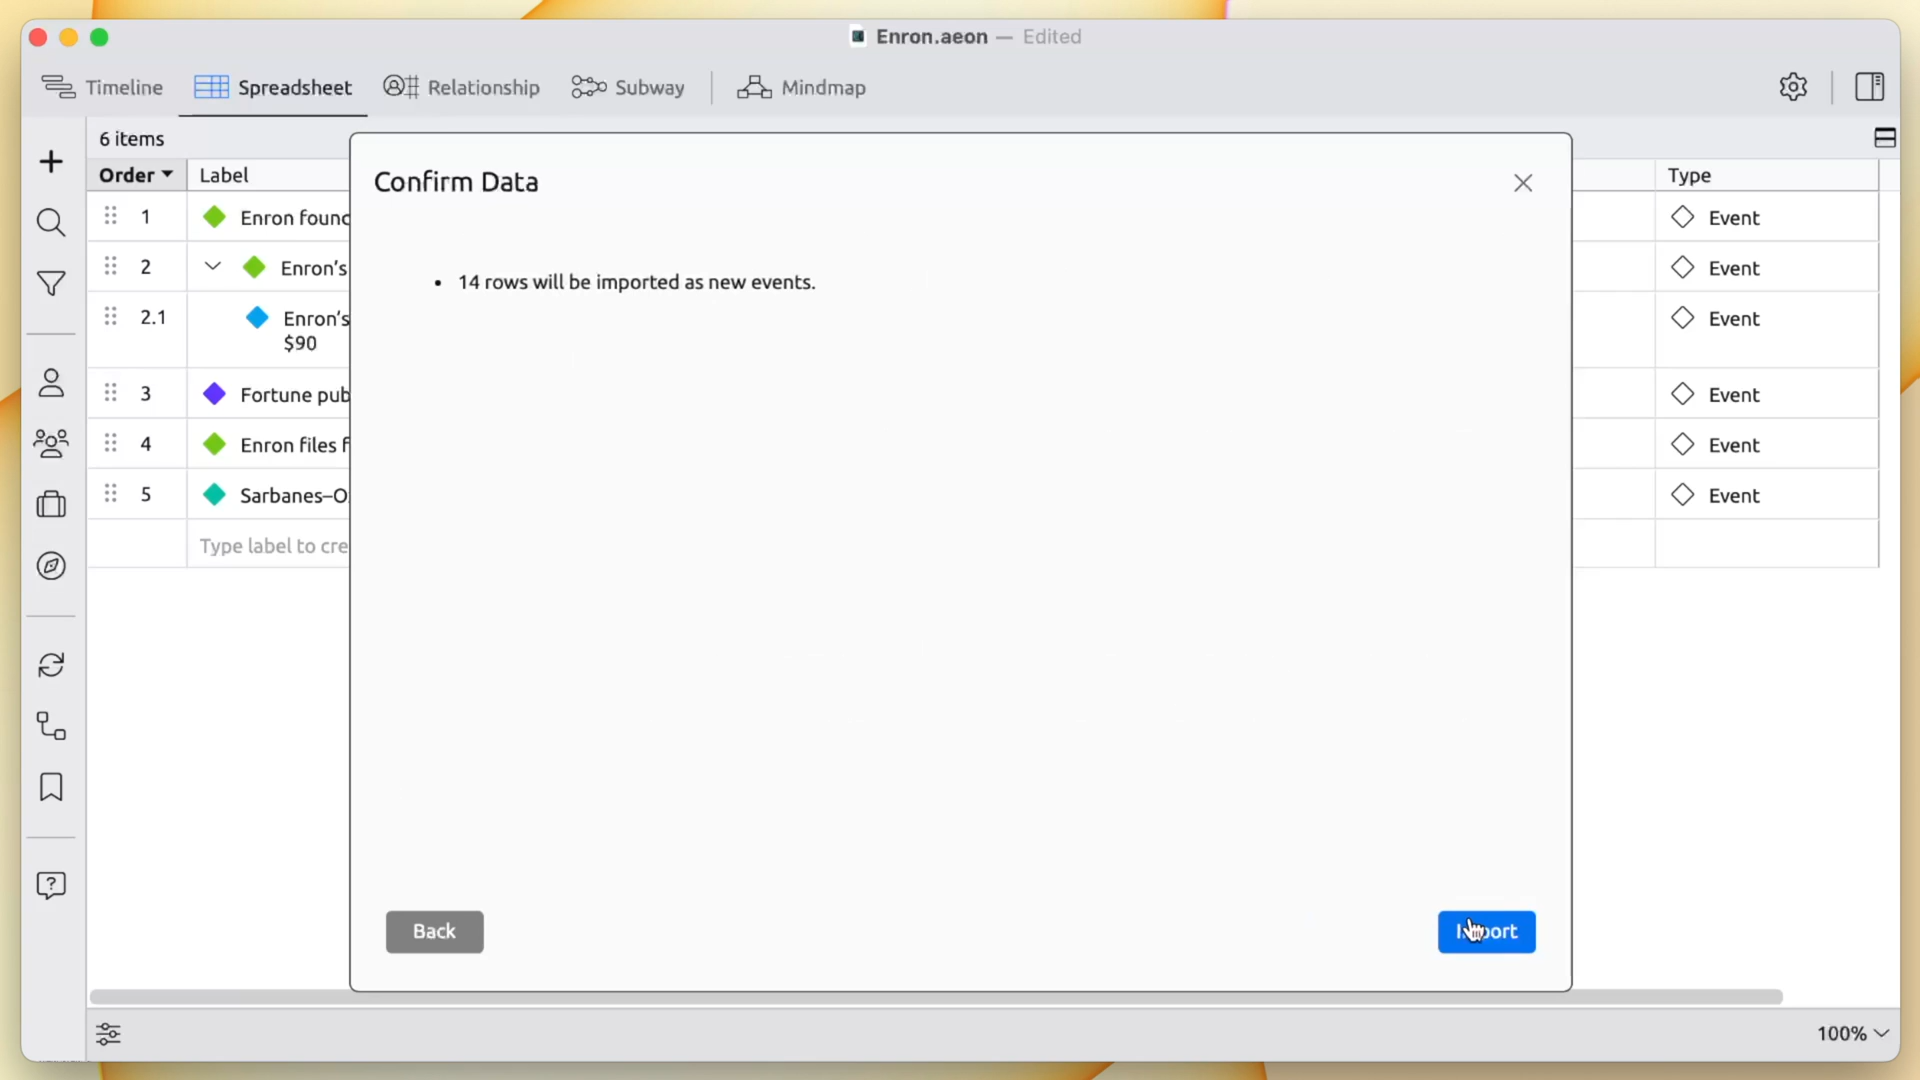 Enron.aeon — Edited
Timeline
Spreadsheet
Relationship
Subway
Mindmap
6 items
Order
Label
Type
1
Enron founc
Event
2
Enron's
Event
2.1
Enron's
$90
Event
3
Fortune pub
Event
4
Enron files f
Event
5
Sarbanes–O
Event
Type label to cre
Confirm Data
• 14 rows will be imported as new events.
Back
Import
100%